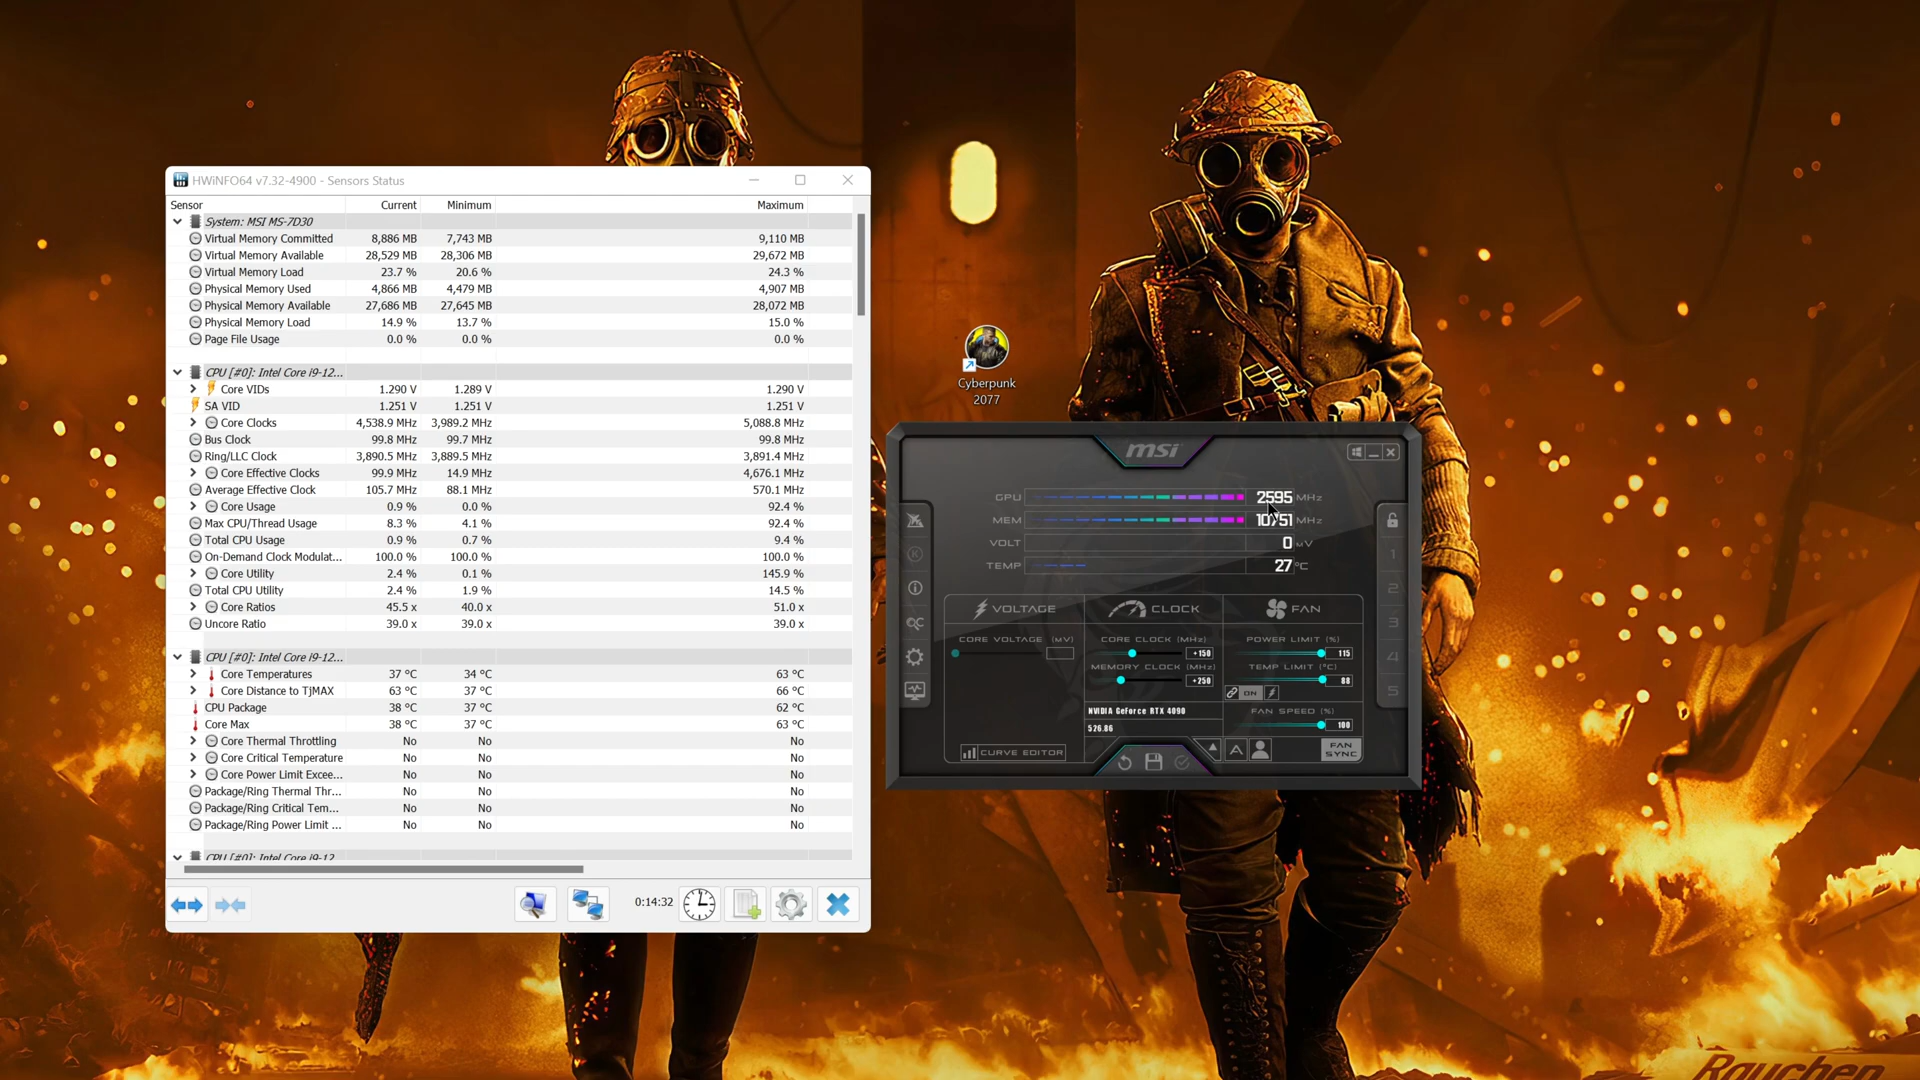 HWiNFO64 v7.32-4900 - Sensors Status
Sensor Current Minimum Maximum
System: MSI MS-7D30
Virtual Memory Committed 8,886 MB 7,743 MB 9,110 MB
Virtual Memory Available 28,529 MB 28,306 MB 29,672 MB
Virtual Memory Load 23.7 % 20.6 % 24.3 %
Physical Memory Used 4,866 MB 4,479 MB 4,907 MB
Physical Memory Available 27,686 MB 27,645 MB 28,072 MB
Physical Memory Load 14.9 % 13.7 % 15.0 %
Page File Usage 0.0 % 0.0 % 0.0 %
CPU [#0]: Intel Core i9-12...
Core VIDs 1.290 V 1.289 V 1.290 V
SA VID 1.251 V 1.251 V 1.251 V
Core Clocks 4,538.9 MHz 3,989.2 MHz 5,088.8 MHz
Bus Clock 99.8 MHz 99.7 MHz 99.8 MHz
Ring/LLC Clock 3,890.5 MHz 3,889.5 MHz 3,891.4 MHz
Core Effective Clocks 99.9 MHz 14.9 MHz 4,676.1 MHz
Average Effective Clock 105.7 MHz 88.1 MHz 570.1 MHz
Core Usage 0.9 % 0.0 % 92.4 %
Max CPU/Thread Usage 8.3 % 4.1 % 92.4 %
Total CPU Usage 0.9 % 0.7 % 9.4 %
On-Demand Clock Modulat... 100.0 % 100.0 % 100.0 %
Core Utility 2.4 % 0.1 % 145.9 %
Total CPU Utility 2.4 % 1.9 % 14.5 %
Core Ratios 45.5 x 40.0 x 51.0 x
Uncore Ratio 39.0 x 39.0 x 39.0 x
CPU [#0]: Intel Core i9-12...
Core Temperatures 37 °C 34 °C 63 °C
Core Distance to TjMAX 63 °C 37 °C 66 °C
CPU Package 38 °C 37 °C 62 °C
Core Max 38 °C 37 °C 63 °C
Core Thermal Throttling No No No
Core Critical Temperature No No No
Core Power Limit Excee... No No No
Package/Ring Thermal Thr... No No No
Package/Ring Critical Tem... No No No
Package/Ring Power Limit ... No No No
CPU [#0]: Intel Core i9-12
0:14:32
Cyberpunk
2077
msi
GPU 2595 MHz
MEM 10751 MHz
VOLT 0 MV
TEMP 27 °C
VOLTAGE CLOCK FAN
CORE VOLTAGE (MV) CORE CLOCK (MHz) +150 POWER LIMIT (%) 115
MEMORY CLOCK (MHz) +250 TEMP LIMIT (°C) 88
ON
NVIDIA GeForce RTX 4090
526.86
FAN SPEED (%) 100
CURVE EDITOR
A
FAN
SYNC
K
OC
1
2
3
4
5
Rauchen